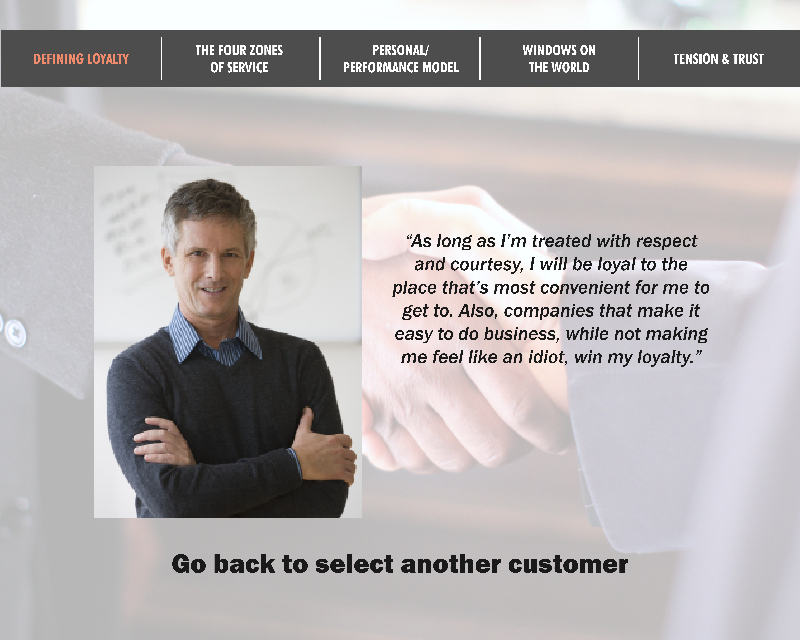 DEFINING LOYALTY
THE FOUR ZONES
OF SERVICE
PERSONAL/
PERFORMANCE MODEL
WINDOWS ON
THE WORLD
TENSION & TRUST
“As long as I’m treated with respect
and courtesy, I will be loyal to the
place that’s most convenient for me to
get to. Also, companies that make it
easy to do business, while not making
me feel like an idiot, win my loyalty.”
Go back to select another customer